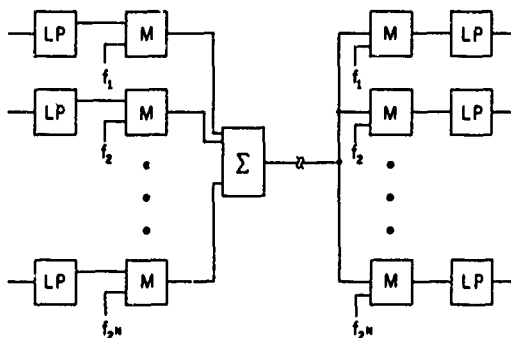 LP M M LP
f₁ f₁
LP M M LP
f₂ f₂
Σ
LP M M LP
f₂ᴺ f₂ᴺ